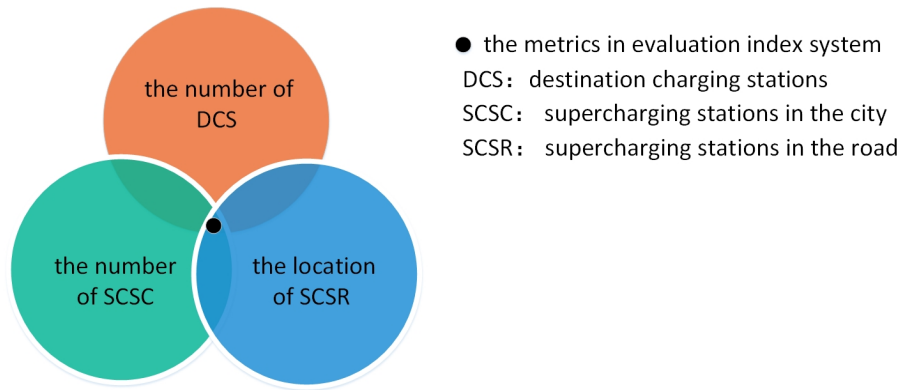 the number of
DCS
the number
of SCSC
the location
of SCSR
the metrics in evaluation index system
DCS： destination charging stations
SCSC： supercharging stations in the city
SCSR： supercharging stations in the road